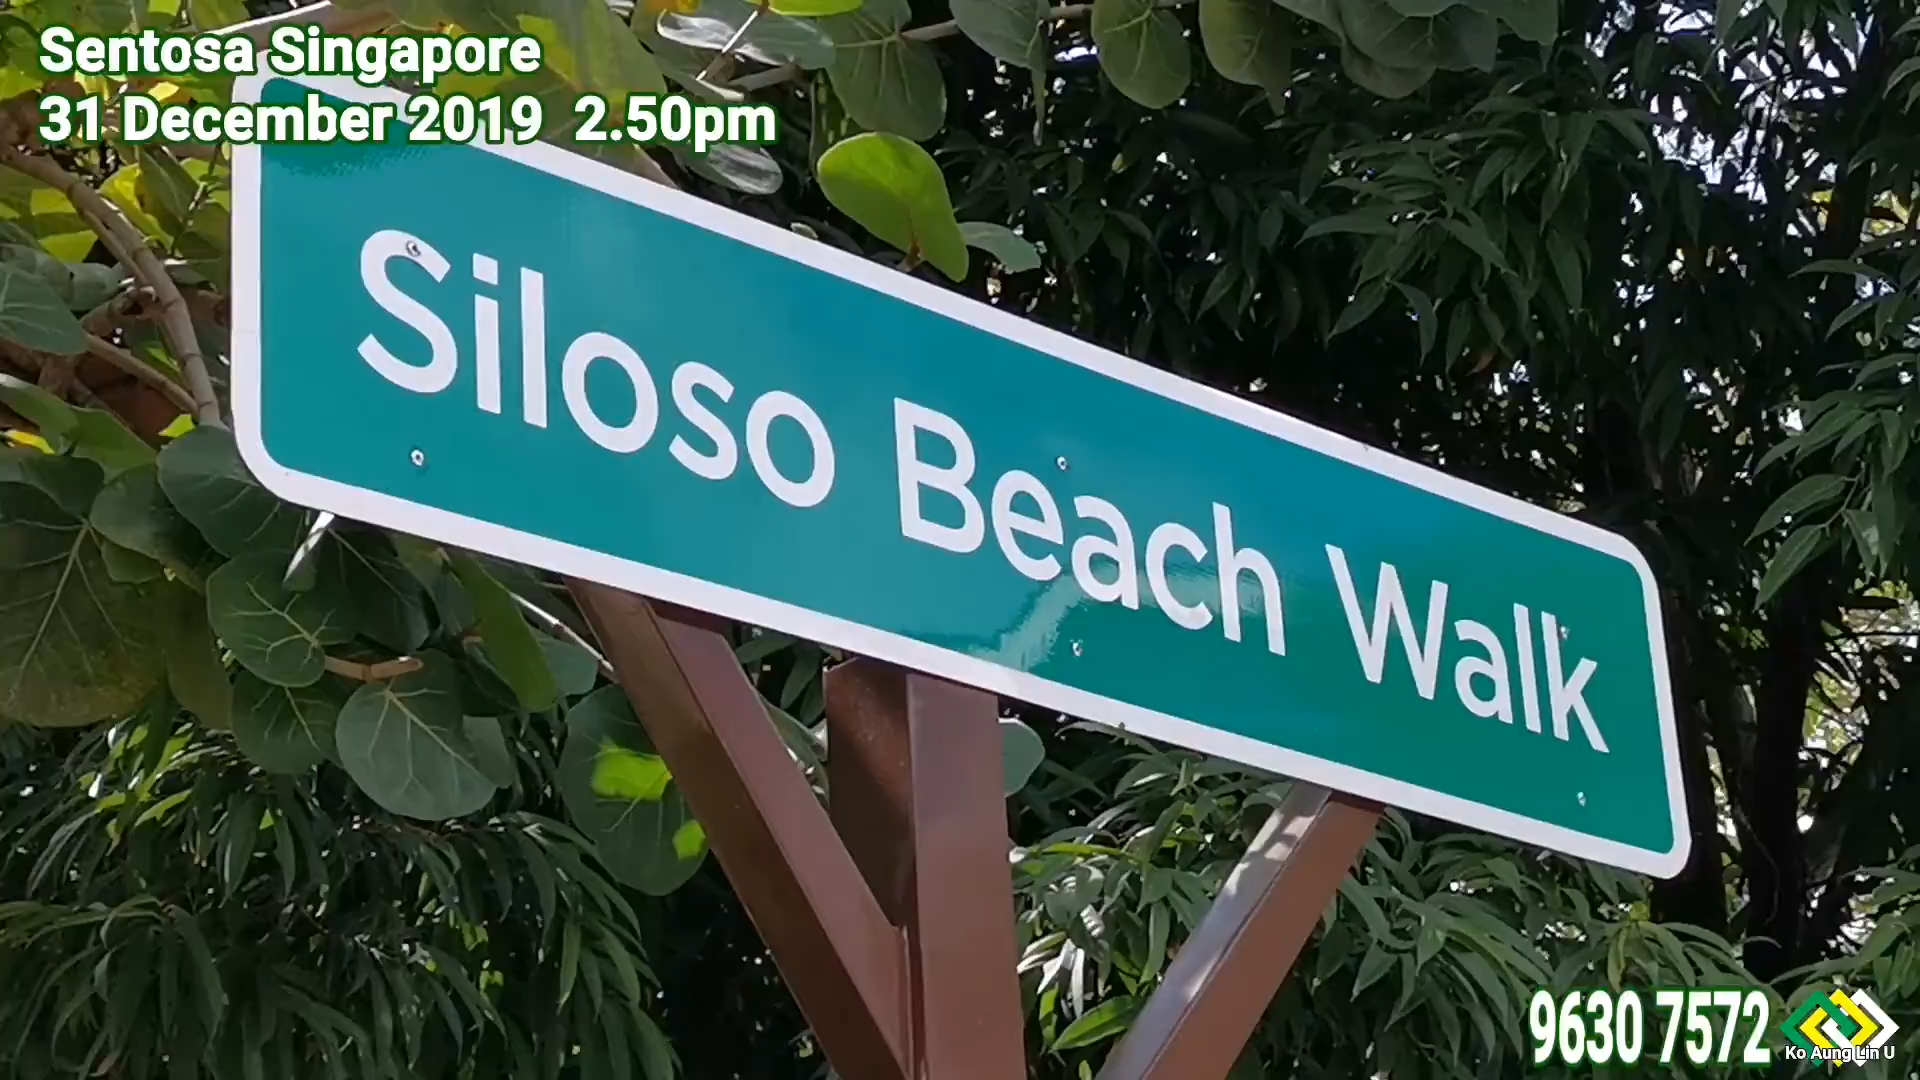 Sentosa Singapore
31 December 2019 2.50pm
Siloso Beach Walk
9630 7572
Ko Aung Lin U